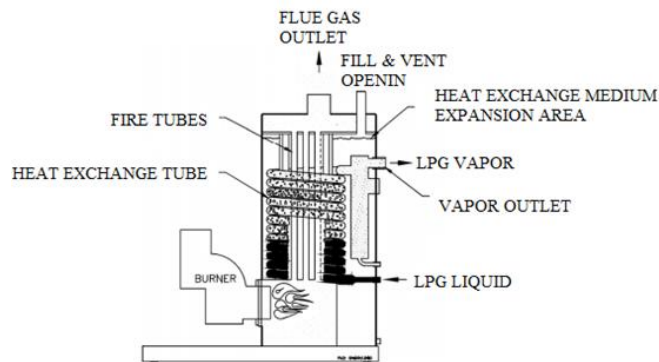 FLUE GAS
OUTLET
FILL & VENT
OPENIN
HEAT EXCHANGE MEDIUM
EXPANSION AREA
FIRE TUBES
LPG VAPOR
HEAT EXCHANGE TUBE
VAPOR OUTLET
BURNER
LPG LIQUID